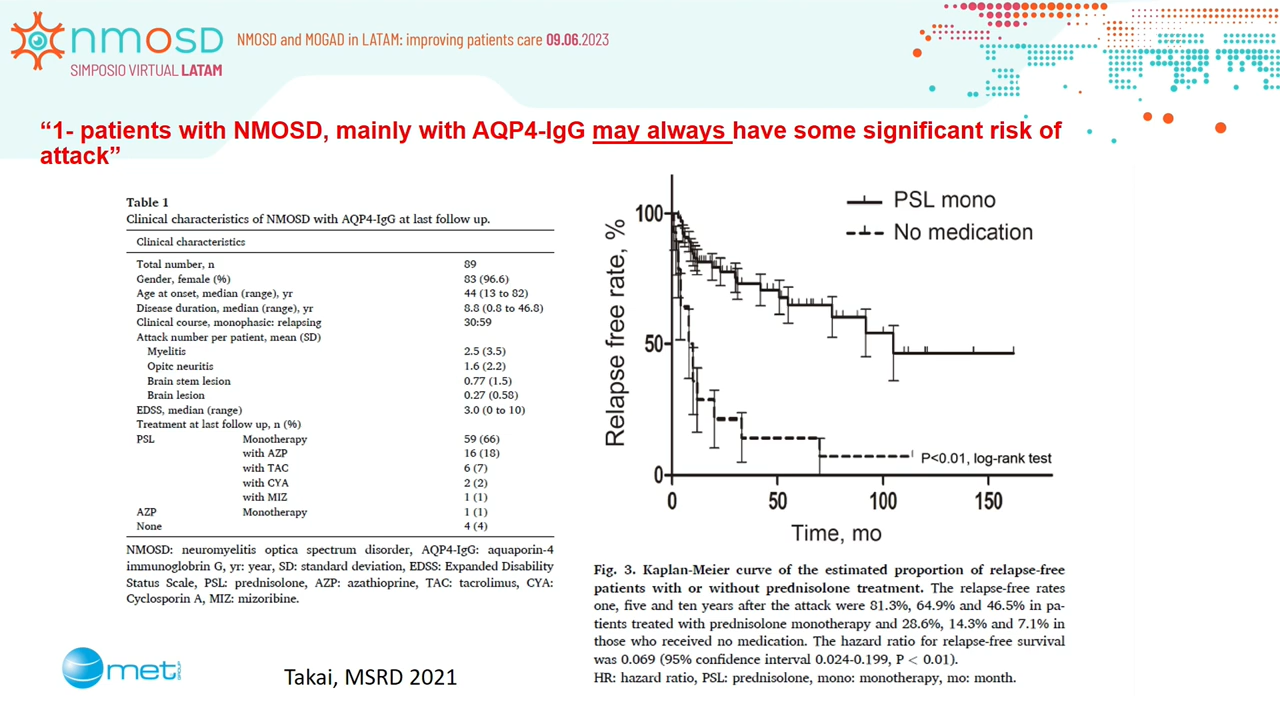 nmosd
SIMPOSIO VIRTUAL LATAM
NMOSD and MOGAD in LATAM: improving patients care 09.06.2023
“1- patients with NMOSD, mainly with AQP4-IgG may always have some significant risk of
attack”
Table 1
Clinical characteristics of NMOSD with AQP4-IgG at last follow up.
Clinical characteristics
Total number, n 89
Gender, female (%) 83 (96.6)
Age at onset, median (range), yr 44 (13 to 82)
Disease duration, median (range), yr 8.8 (0.8 to 46.8)
Clinical course, monophasic: relapsing 30:59
Attack number per patient, mean (SD)
Myelitis 2.5 (3.5)
Opitc neuritis 1.6 (2.2)
Brain stem lesion 0.77 (1.5)
Brain lesion 0.27 (0.58)
EDSS, median (range) 3.0 (0 to 10)
Treatment at last follow up, n (%)
PSL Monotherapy 59 (66)
with AZP 16 (18)
with TAC 6 (7)
with CYA 2 (2)
with MIZ 1 (1)
AZP Monotherapy 1 (1)
None 4 (4)
NMOSD: neuromyelitis optica spectrum disorder, AQP4-IgG: aquaporin-4
immunoglobrin G, yr: year, SD: standard deviation, EDSS: Expanded Disability
Status Scale, PSL: prednisolone, AZP: azathioprine, TAC: tacrolimus, CYA:
Cyclosporin A, MIZ: mizoribine.
PSL mono
No medication
Relapse free rate, %
100
50
0
P<0.01, log-rank test
0 50 100 150
Time, mo
Fig. 3. Kaplan-Meier curve of the estimated proportion of relapse-free
patients with or without prednisolone treatment. The relapse-free rates
one, five and ten years after the attack were 81.3%, 64.9% and 46.5% in pa-
tients treated with prednisolone monotherapy and 28.6%, 14.3% and 7.1% in
those who received no medication. The hazard ratio for relapse-free survival
was 0.069 (95% confidence interval 0.024-0.199, P < 0.01).
HR: hazard ratio, PSL: prednisolone, mono: monotherapy, mo: month.
met
Takai, MSRD 2021